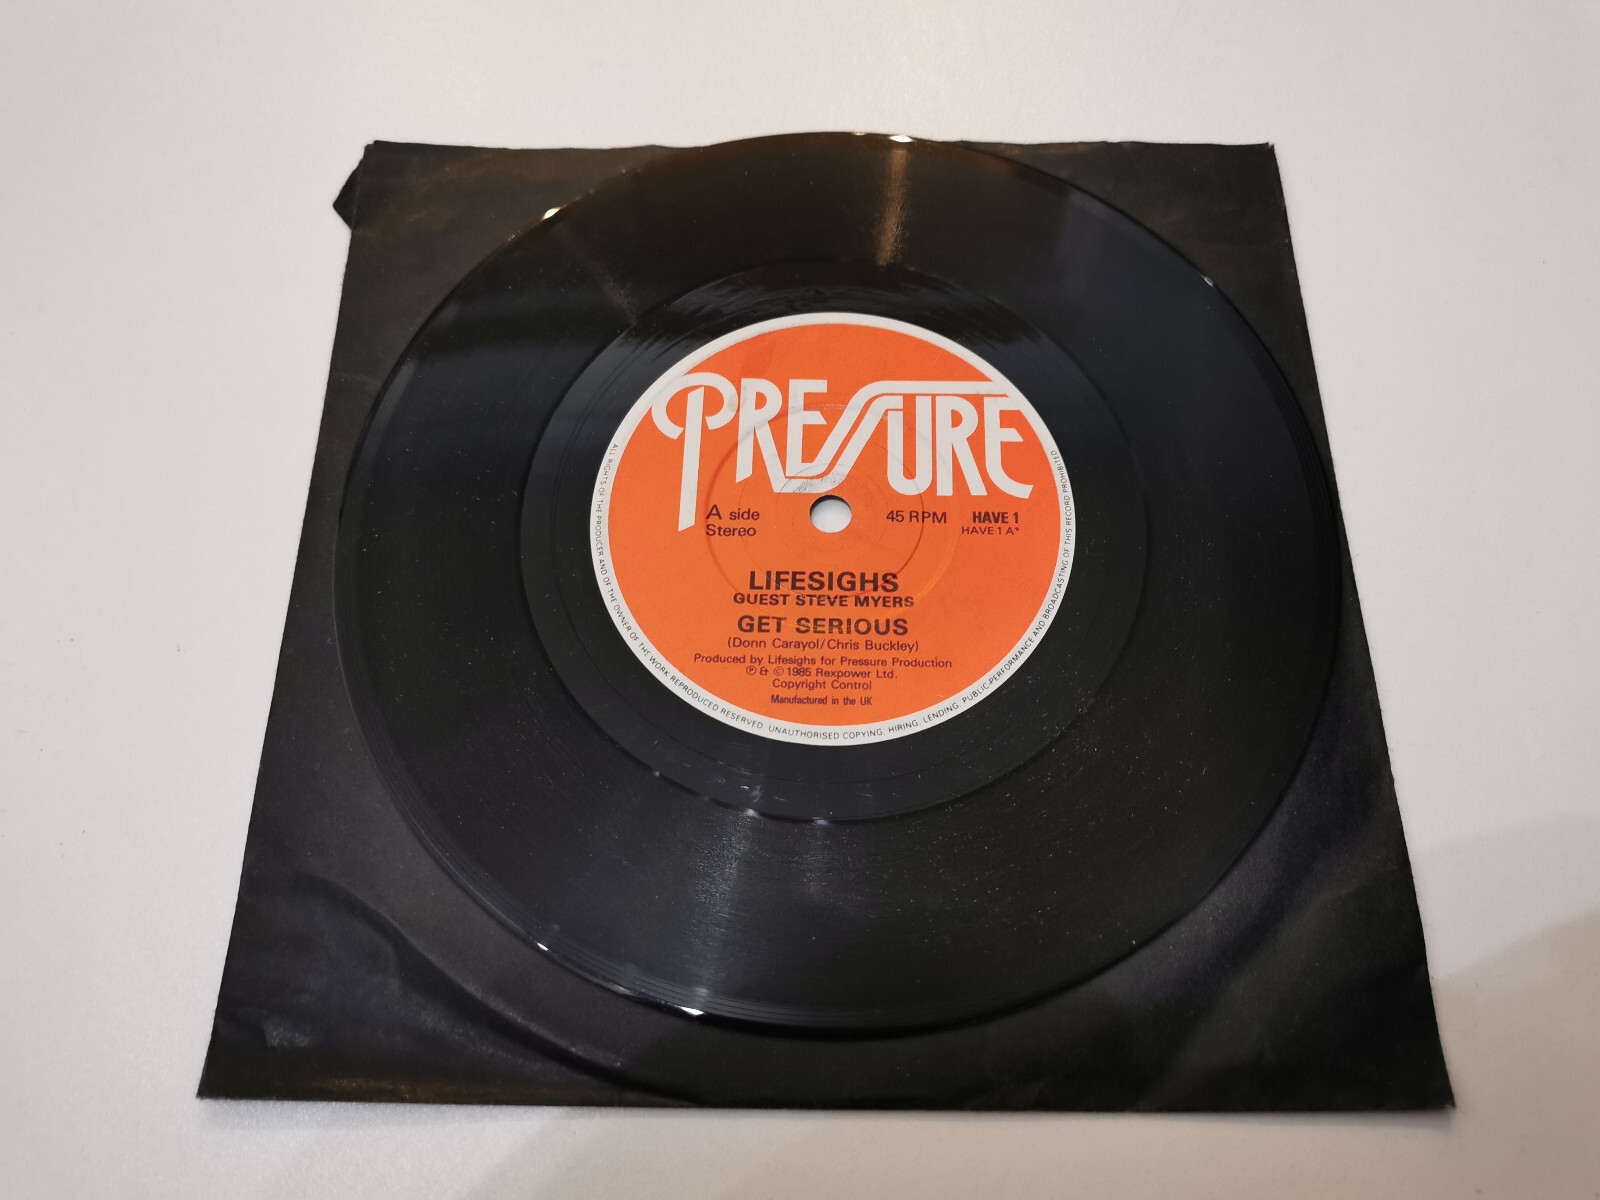 PRESSURE
A side
Stereo
45 RPM HAVE 1
HAVE 1 A*
LIFESIGHS
GUEST STEVE MYERS
GET SERIOUS
(Donn Carayol/Chris Buckley)
Produced by Lifesighs for Pressure Production
℗ & © 1985 Rexpower Ltd.
Copyright Control
Manufactured in the UK
ALL RIGHTS OF THE PRODUCER AND OF THE OWNER OF THE WORK REPRODUCED RESERVED. UNAUTHORISED COPYING, HIRING, LENDING, PUBLIC PERFORMANCE AND BROADCASTING OF THIS RECORD PROHIBITED